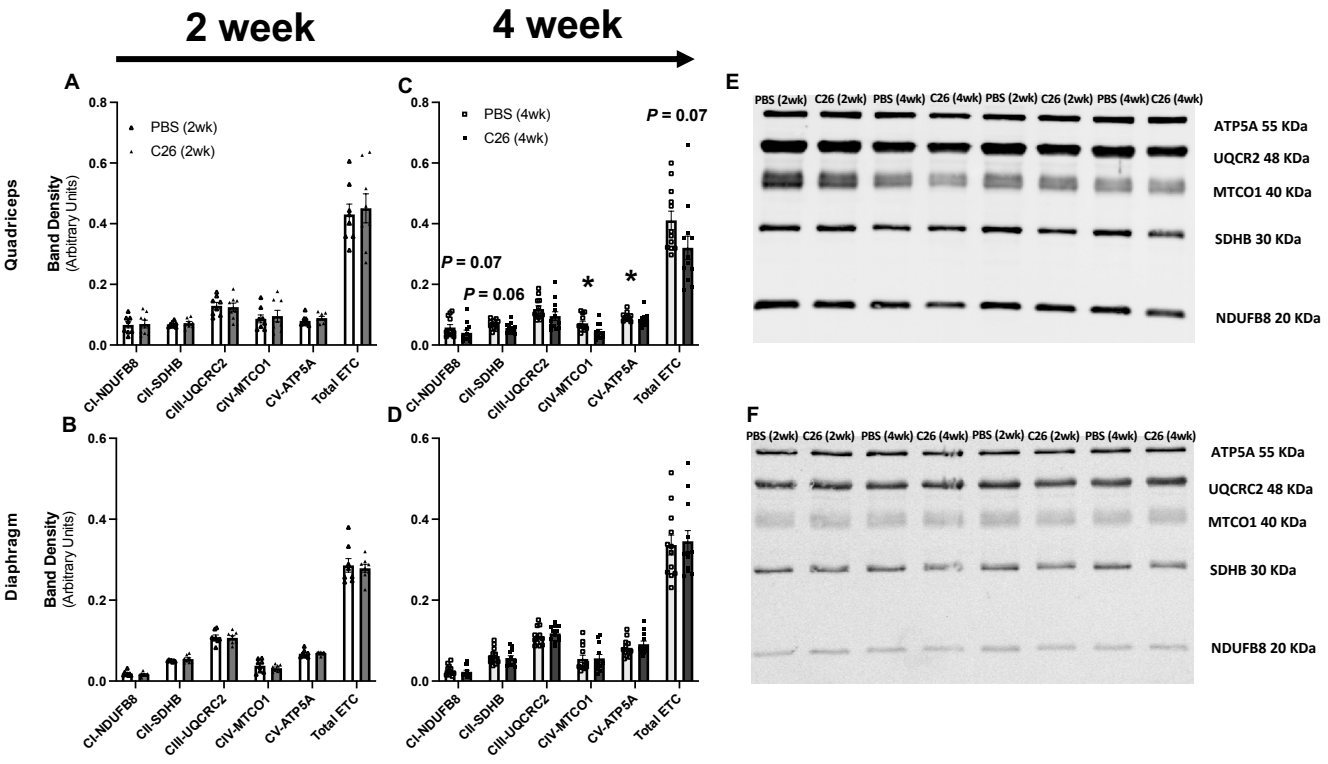 2 week
4 week
A
0.8
0.6
0.4
0.2
0.0
Quadriceps
Band Density
(Arbitrary Units)
PBS (2wk)
C26 (2wk)
CI-NDUFB8
CII-SDHB
CIII-UQCRC2
CIV-MTCO1
CV-ATP5A
Total ETC
C
0.8
0.6
0.4
0.2
0.0
PBS (4wk)
C26 (4wk)
P = 0.07
P = 0.07
P = 0.06
*
*
CI-NDUFB8
CII-SDHB
CIII-UQCRC2
CIV-MTCO1
CV-ATP5A
Total ETC
E
PBS (2wk) C26 (2wk) PBS (4wk) C26 (4wk) PBS (2wk) C26 (2wk) PBS (4wk) C26 (4wk)
ATP5A 55 KDa
UQCR2 48 KDa
MTCO1 40 KDa
SDHB 30 KDa
NDUFB8 20 KDa
B
0.6
0.4
0.2
0.0
Diaphragm
Band Density
(Arbitrary Units)
CI-NDUFB8
CII-SDHB
CIII-UQCRC2
CIV-MTCO1
CV-ATP5A
Total ETC
D
0.6
0.4
0.2
0.0
CI-NDUFB8
CII-SDHB
CIII-UQCRC2
CIV-MTCO1
CV-ATP5A
Total ETC
F
PBS (2wk) C26 (2wk) PBS (4wk) C26 (4wk) PBS (2wk) C26 (2wk) PBS (4wk) C26 (4wk)
ATP5A 55 KDa
UQCRC2 48 KDa
MTCO1 40 KDa
SDHB 30 KDa
NDUFB8 20 KDa